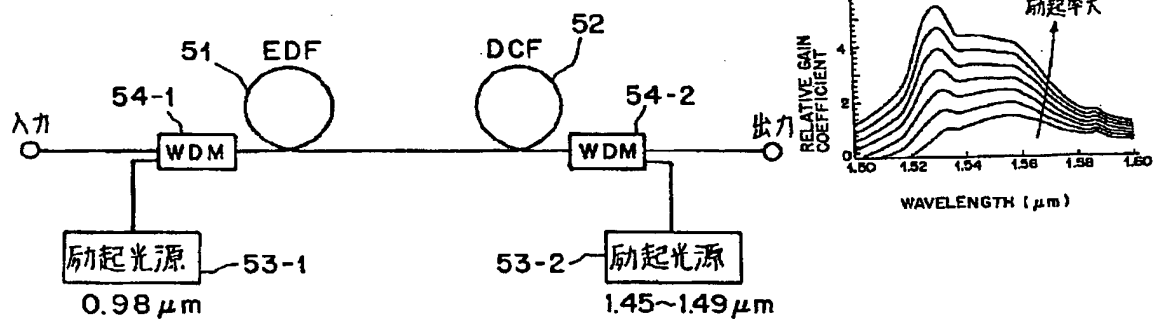 51
EDF
DCF
52
54-1
54-2
入力
WDM
WDM
出力
励起光源
53-1
53-2
励起光源
0.98μm
1.45~1.49μm
励起率大
RELATIVE GAIN
COEFFICIENT
4
2
0
1.50 1.52 1.54 1.56 1.58 1.60
WAVELENGTH (μm)